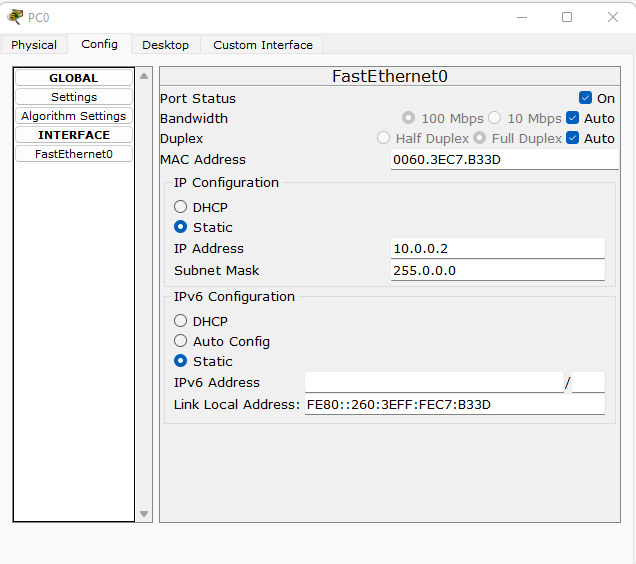 PC0
Physical Config Desktop Custom Interface
GLOBAL
Settings
Algorithm Settings
INTERFACE
FastEthernet0
FastEthernet0
Port Status On
Bandwidth 100 Mbps 10 Mbps Auto
Duplex Half Duplex Full Duplex Auto
MAC Address 0060.3EC7.B33D
IP Configuration
DHCP
Static
IP Address 10.0.0.2
Subnet Mask 255.0.0.0
IPv6 Configuration
DHCP
Auto Config
Static
IPv6 Address /
Link Local Address: FE80::260:3EFF:FEC7:B33D